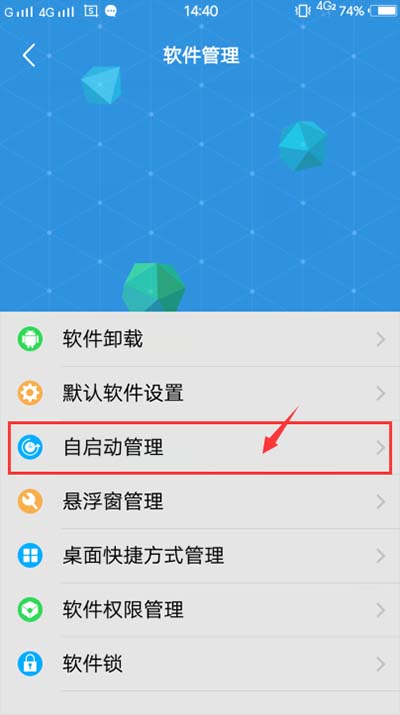 G 4G S 14:40 4G2 74%
软件管理
软件卸载
默认软件设置
自启动管理
悬浮窗管理
桌面快捷方式管理
软件权限管理
软件锁